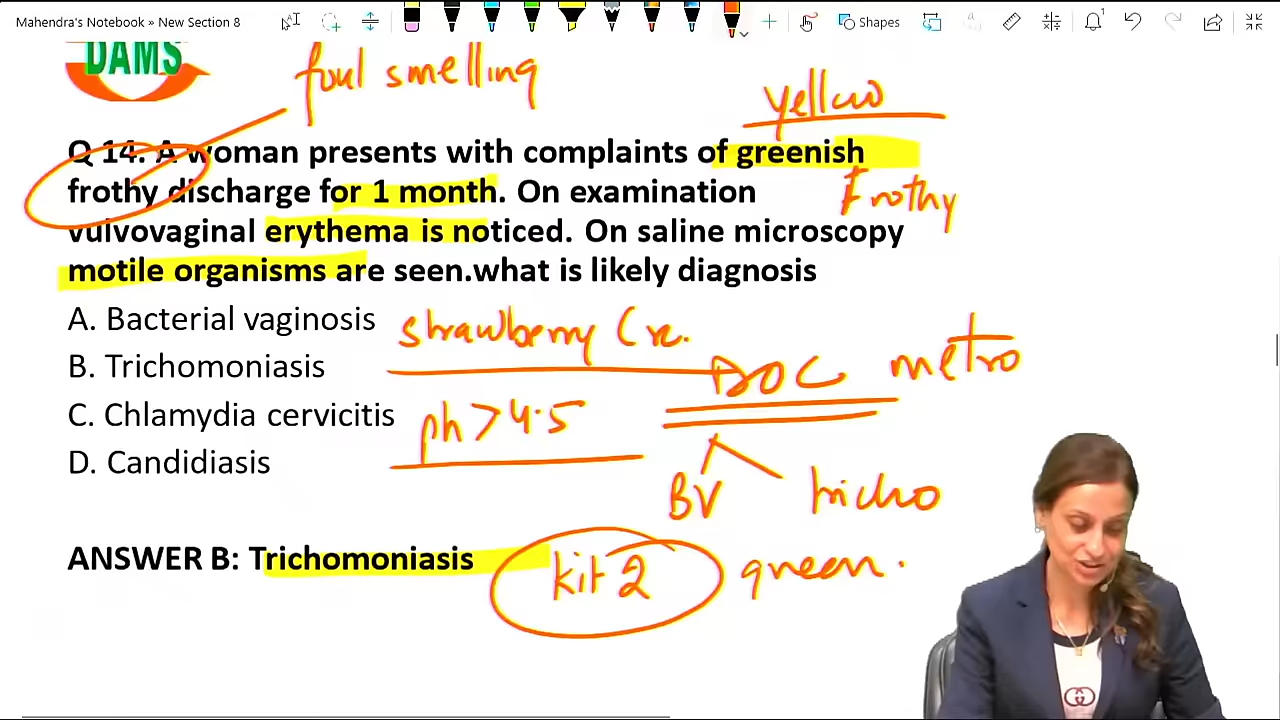 Mahendra's Notebook » New Section 8
Shapes
DAMS
foul smelling
yellow
Q 14. A woman presents with complaints of greenish
frothy discharge for 1 month. On examination
Frothy
vulvovaginal erythema is noticed. On saline microscopy
motile organisms are seen.what is likely diagnosis
A. Bacterial vaginosis
strawberry Cx.
B. Trichomoniasis
DOC metro
C. Chlamydia cervicitis
ph > 4.5
D. Candidiasis
BV tricho
ANSWER B: Trichomoniasis
kit 2 green.